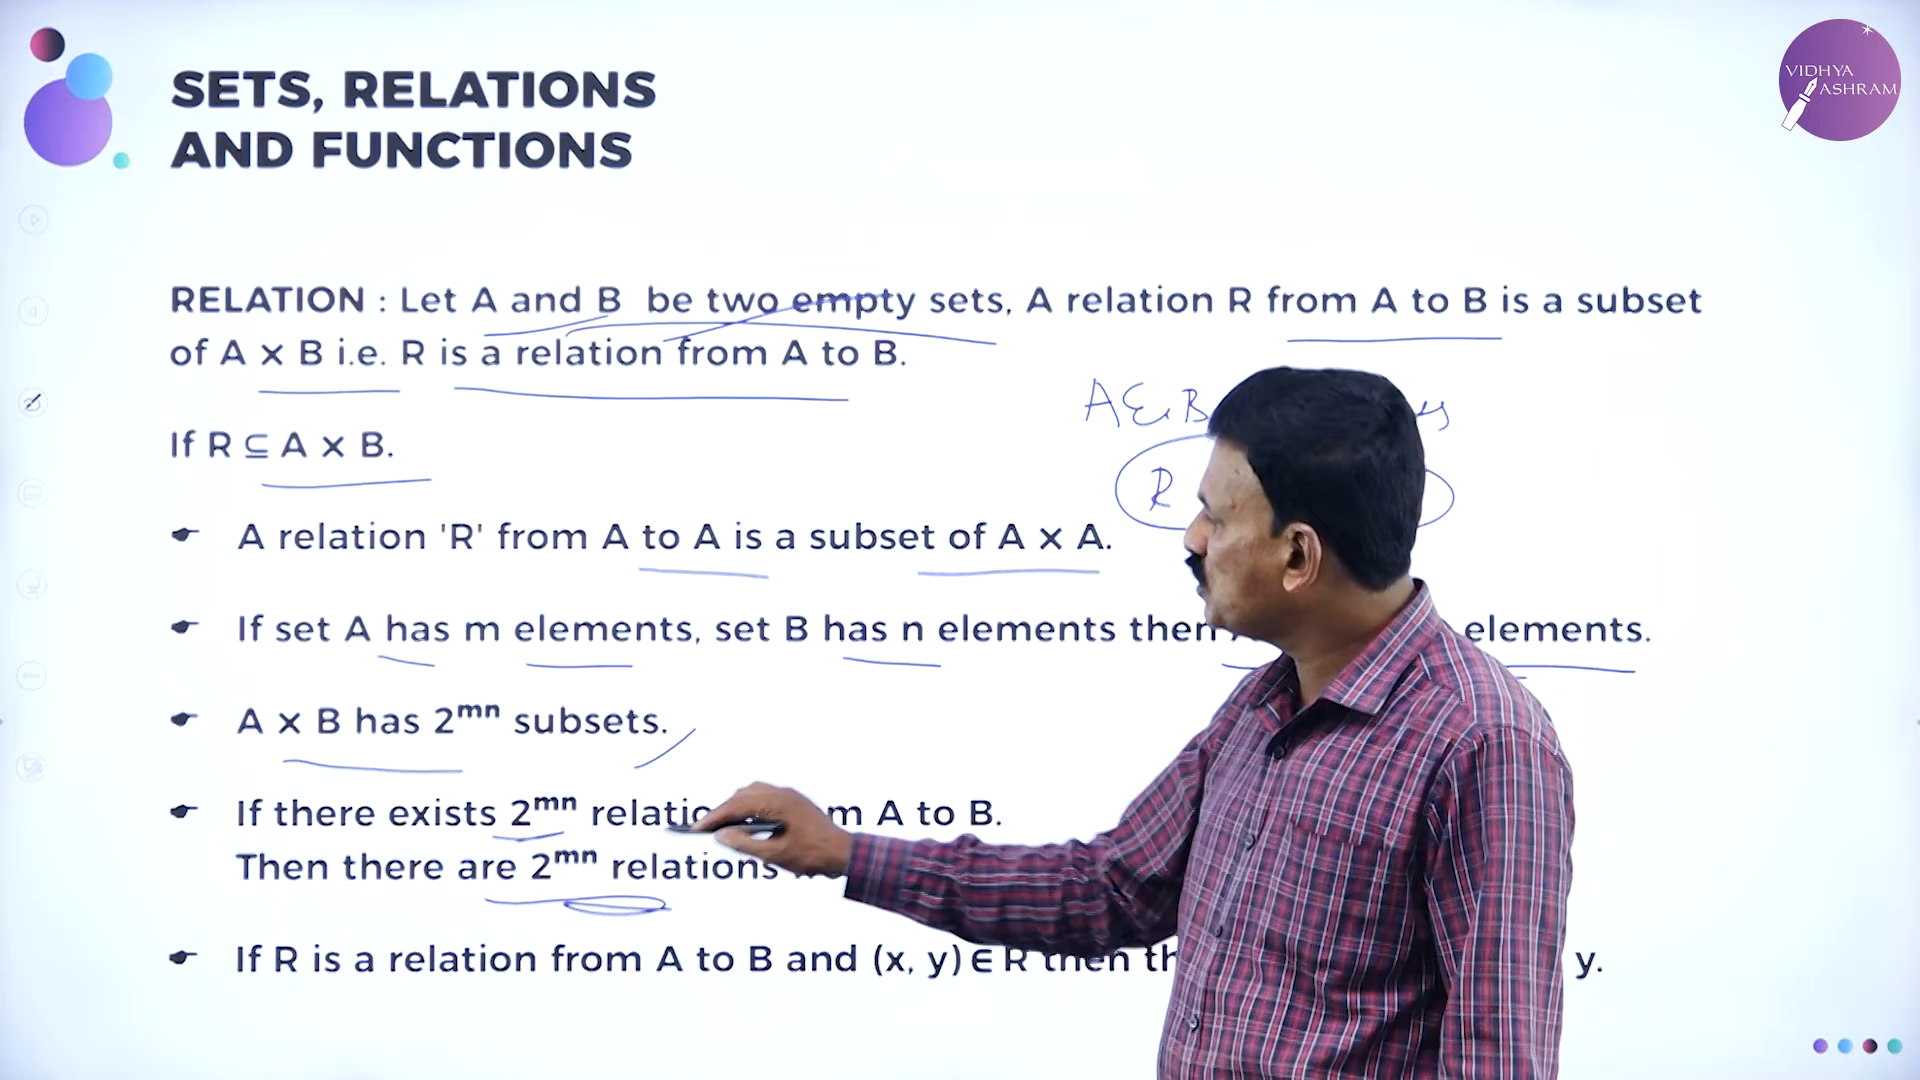 SETS, RELATIONS
AND FUNCTIONS
VIDHYA
ASHRAM
RELATION : Let A and B be two empty sets, A relation R from A to B is a subset
of A × B i.e. R is a relation from A to B.
A & B
If R ⊆ A × B.
R
A relation 'R' from A to A is a subset of A × A.
If set A has m elements, set B has n elements then elements.
A × B has 2ᵐⁿ subsets.
If there exists 2ᵐⁿ A to B.
Then there are 2ᵐⁿ relations
If R is a relation from A to B and (x, y) ∈ R then y.